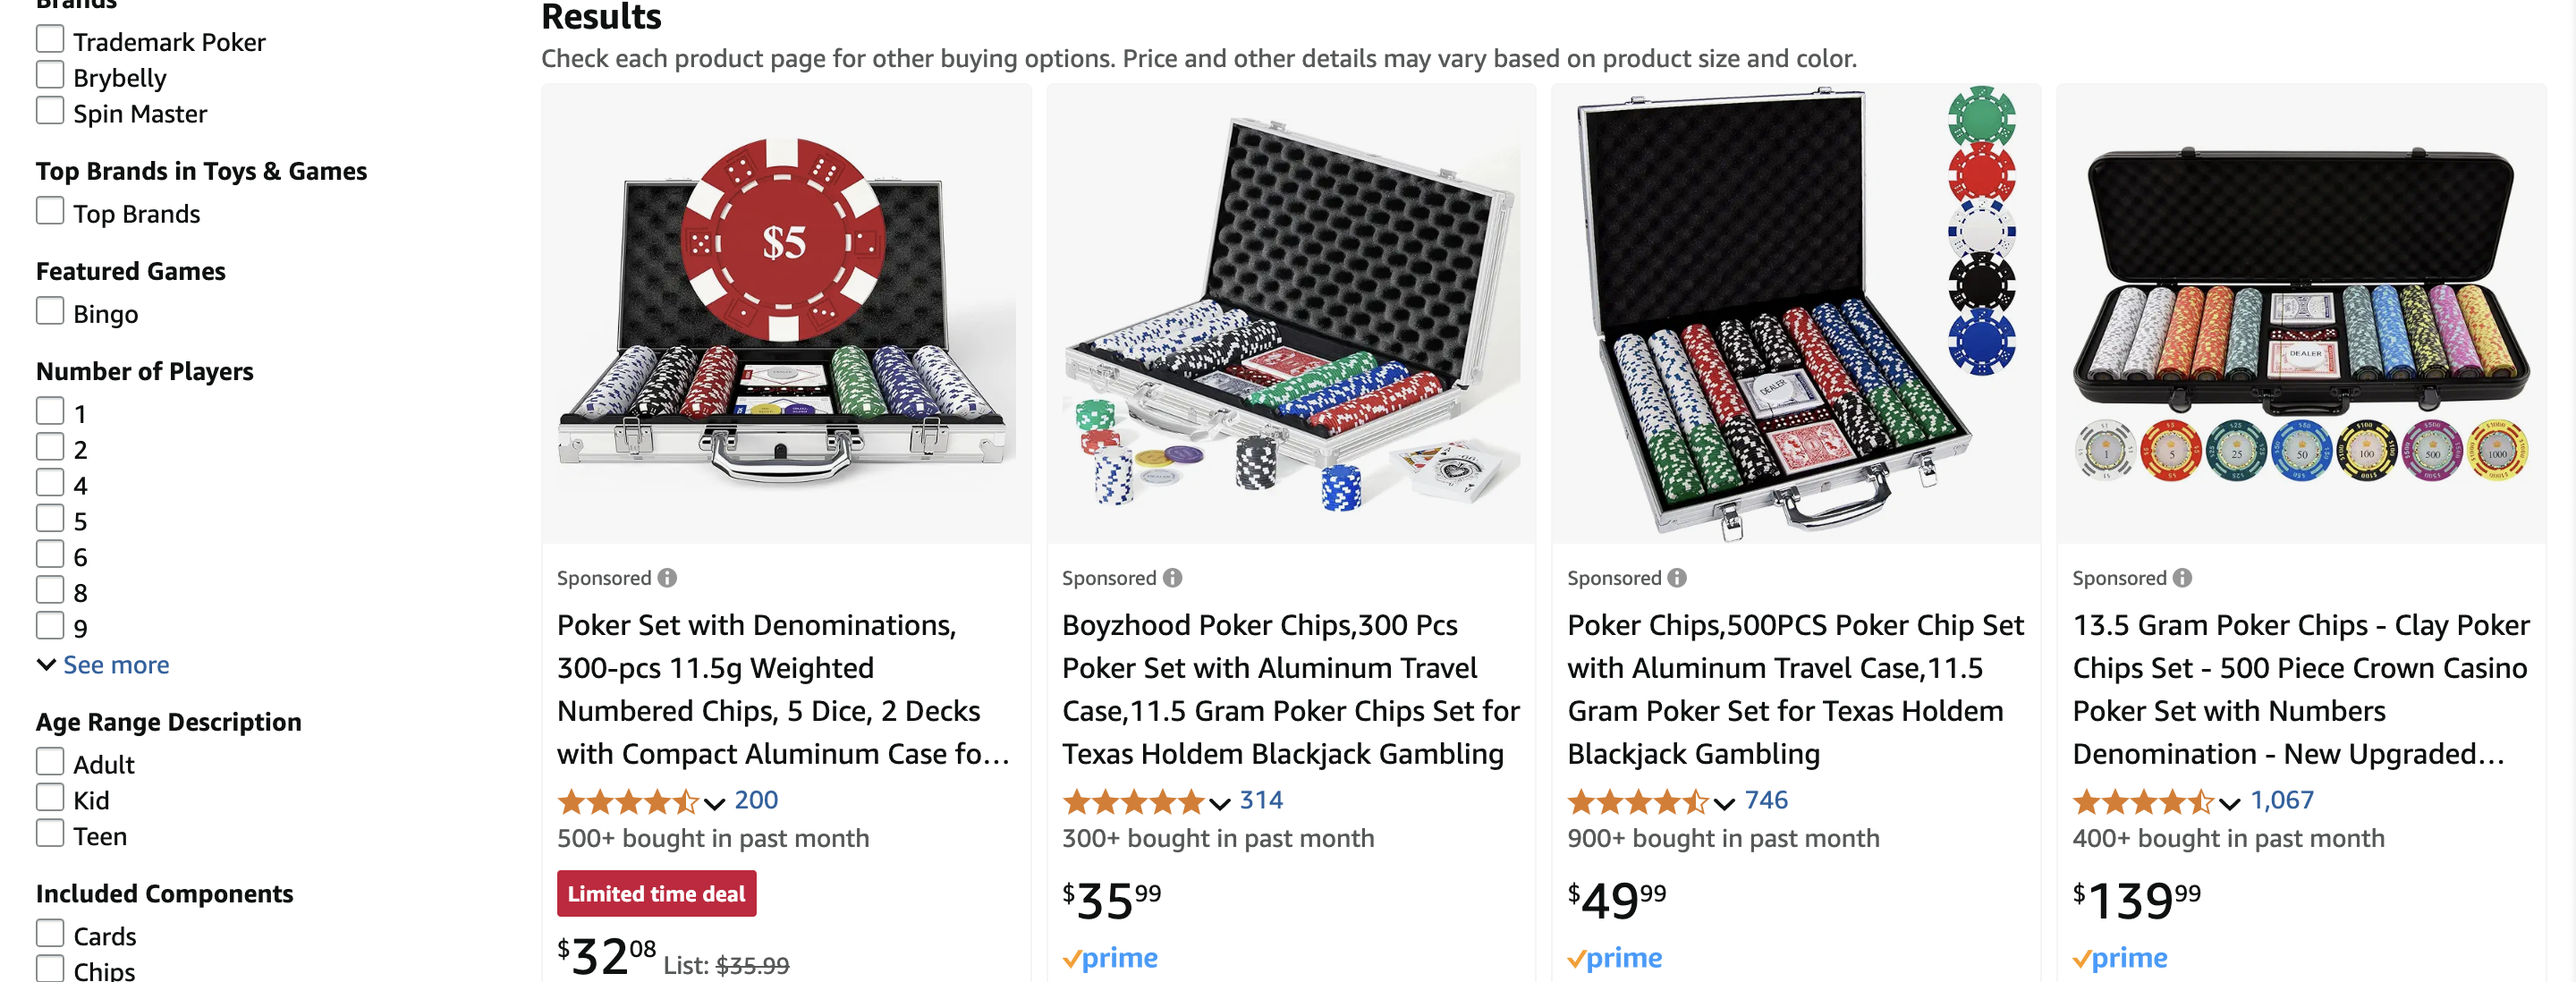 Brands
Trademark Poker
Brybelly
Spin Master
Top Brands in Toys & Games
Top Brands
Featured Games
Bingo
Number of Players
1
2
4
5
6
8
9
See more
Age Range Description
Adult
Kid
Teen
Included Components
Cards
Chips
Results
Check each product page for other buying options. Price and other details may vary based on product size and color.
$5
Sponsored
Poker Set with Denominations,
300-pcs 11.5g Weighted
Numbered Chips, 5 Dice, 2 Decks
with Compact Aluminum Case fo…
200
500+ bought in past month
Limited time deal
$32.08 List: $35.99
Sponsored
Boyzhood Poker Chips,300 Pcs
Poker Set with Aluminum Travel
Case,11.5 Gram Poker Chips Set for
Texas Holdem Blackjack Gambling
314
300+ bought in past month
$35.99
prime
DEALER
Sponsored
Poker Chips,500PCS Poker Chip Set
with Aluminum Travel Case,11.5
Gram Poker Set for Texas Holdem
Blackjack Gambling
746
900+ bought in past month
$49.99
prime
DEALER
1
5
25
50
100
500
1000
Sponsored
13.5 Gram Poker Chips - Clay Poker
Chips Set - 500 Piece Crown Casino
Poker Set with Numbers
Denomination - New Upgraded…
1,067
400+ bought in past month
$139.99
prime